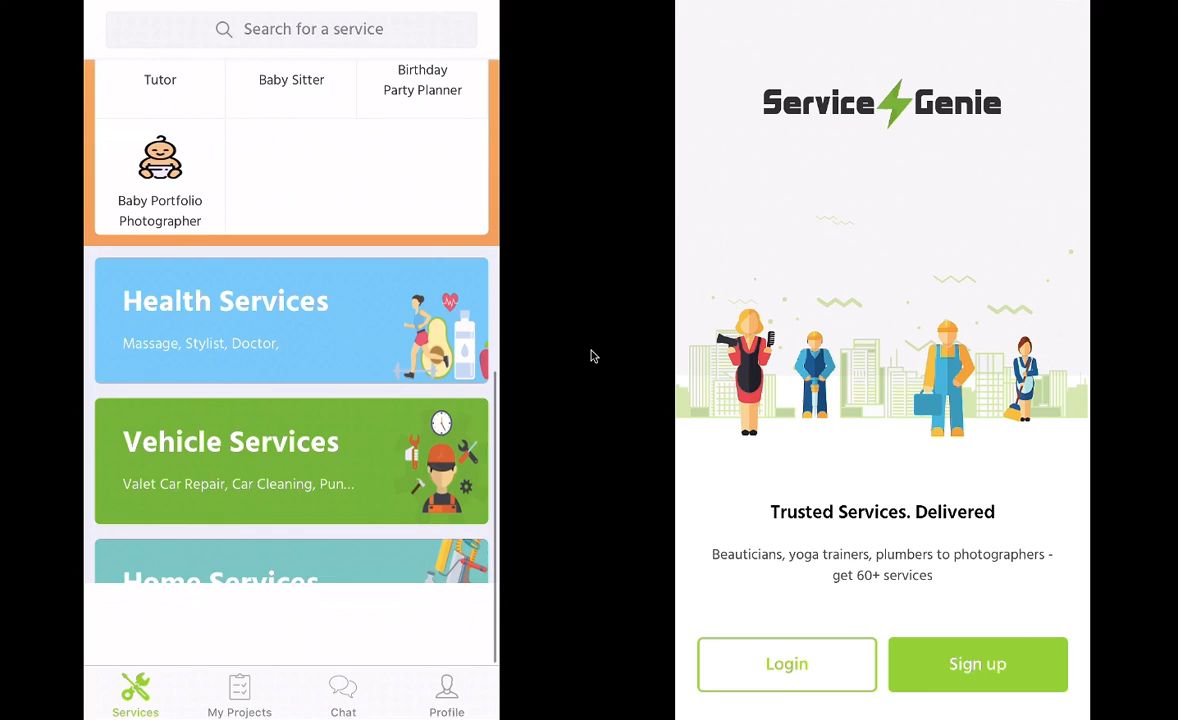 Search for a service
Tutor
Baby Sitter
Birthday
Party Planner
Baby Portfolio
Photographer
Health Services
Massage, Stylist, Doctor,
Vehicle Services
Valet Car Repair, Car Cleaning, Pun...
Home Services
Services
My Projects
Chat
Profile
Service Genie
Trusted Services. Delivered
Beauticians, yoga trainers, plumbers to photographers -
get 60+ services
Login
Sign up